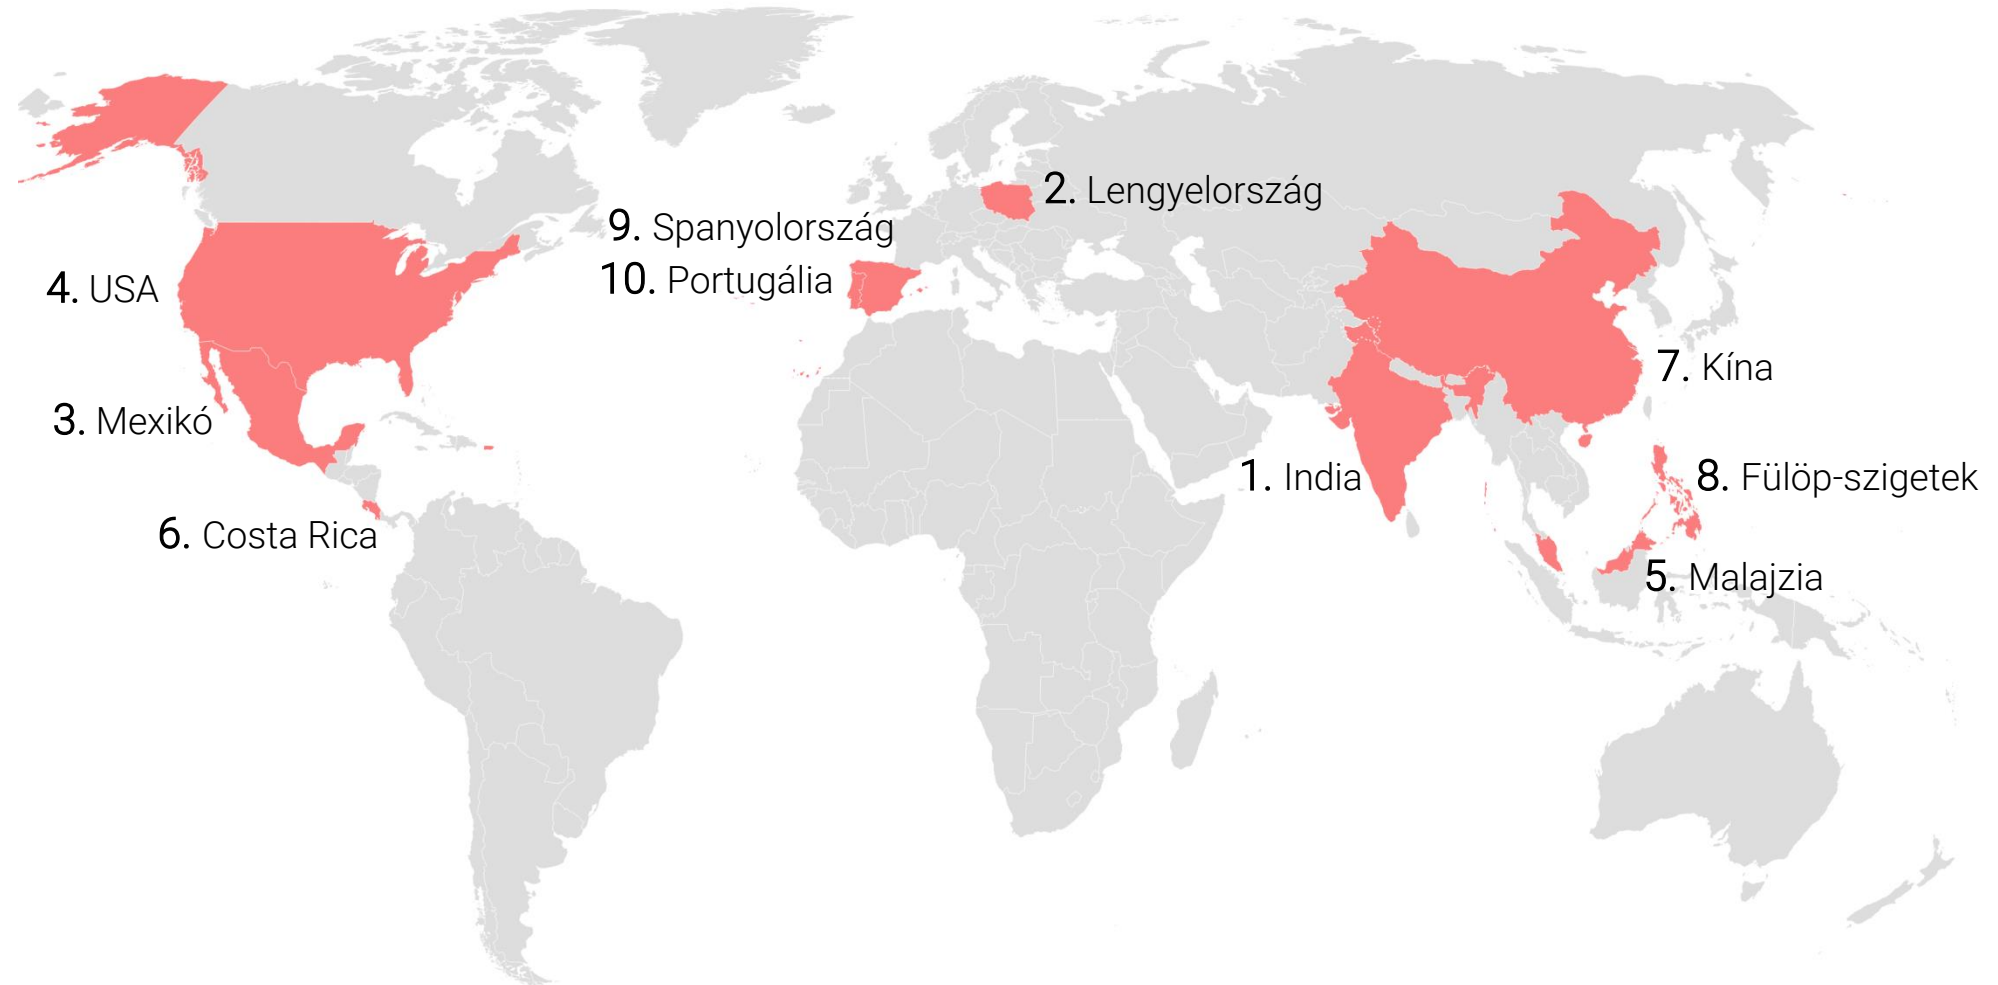 2. Lengyelország
9. Spanyolország
10. Portugália
4. USA
7. Kína
3. Mexikó
1. India
8. Fülöp-szigetek
6. Costa Rica
5. Malajzia